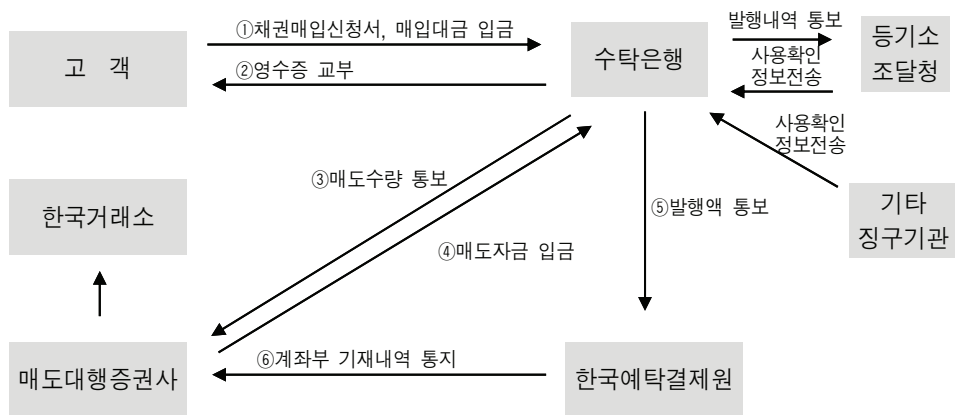 ①채권매입신청서, 매입대금 입금
발행내역 통보
고 객
수탁은행
등기소
조달청
②영수증 교부
사용확인
정보전송
사용확인
정보전송
③매도수량 통보
한국거래소
⑤발행액 통보
기타
징구기관
④매도자금 입금
⑥계좌부 기재내역 통지
매도대행증권사
한국예탁결제원